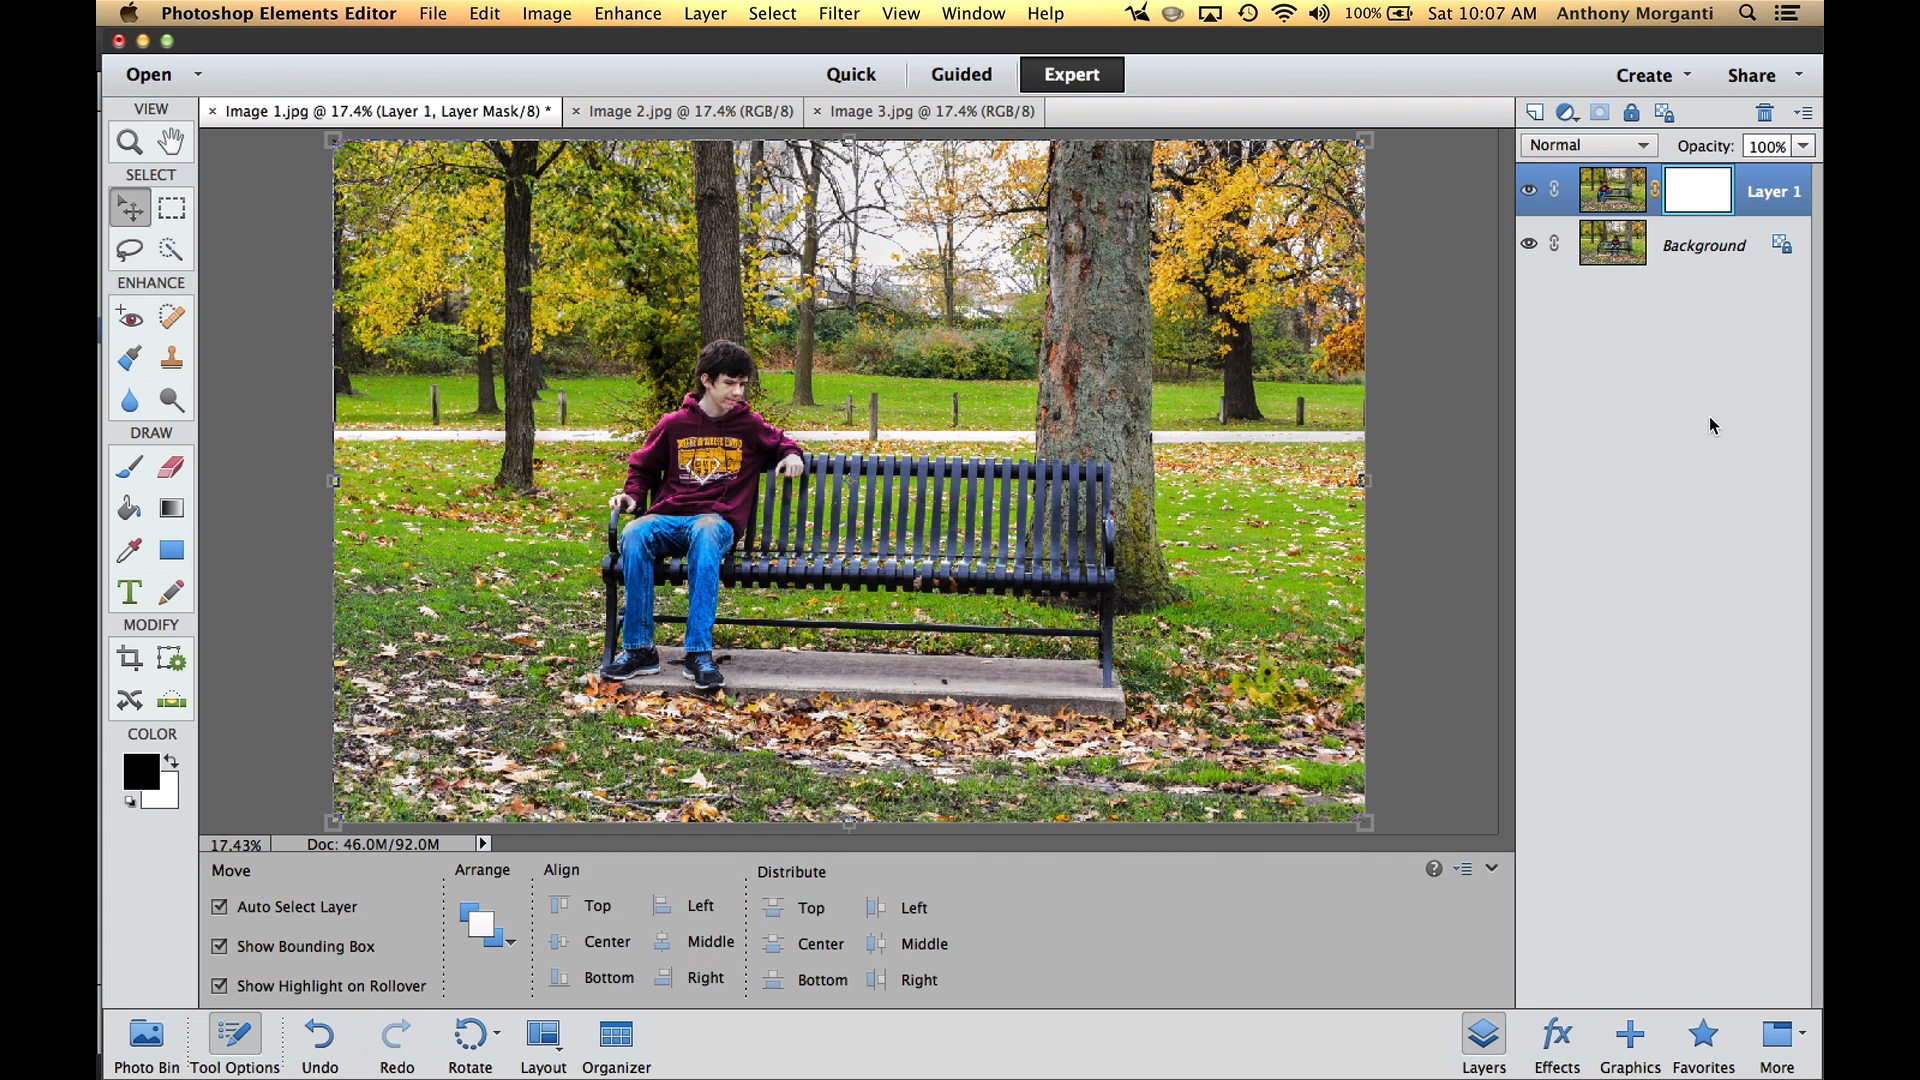 Photoshop Elements Editor File Edit Image Enhance Layer Select Filter View Window Help 100% Sat 10:07 AM Anthony Morganti
Open Quick Guided Expert Create Share
VIEW
Image 1.jpg @ 17.4% (Layer 1, Layer Mask/8) * Image 2.jpg @ 17.4% (RGB/8) Image 3.jpg @ 17.4% (RGB/8)
Normal Opacity: 100%
SELECT
Layer 1
Background
ENHANCE
DRAW
T
MODIFY
COLOR
17.43% Doc: 46.0M/92.0M
Move Arrange Align Distribute
Auto Select Layer Top Left Top Left
Show Bounding Box Center Middle Center Middle
Show Highlight on Rollover Bottom Right Bottom Right
Photo Bin Tool Options Undo Redo Rotate Layout Organizer Layers fx Effects Graphics Favorites More